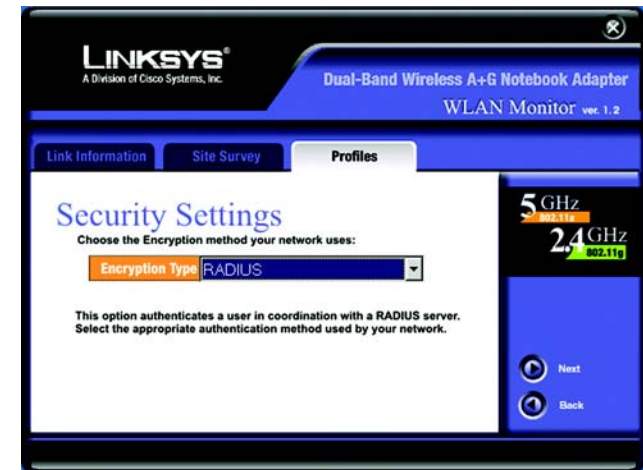 LINKSYS®
A Division of Cisco Systems, Inc.
Dual-Band Wireless A+G Notebook Adapter
WLAN Monitor ver. 1.2
Link Information
Site Survey
Profiles
Security Settings
Choose the Encryption method your network uses:
Encryption Type RADIUS
This option authenticates a user in coordination with a RADIUS server.
Select the appropriate authentication method used by your network.
5 GHz
802.11a
2.4 GHz
802.11g
Next
Back